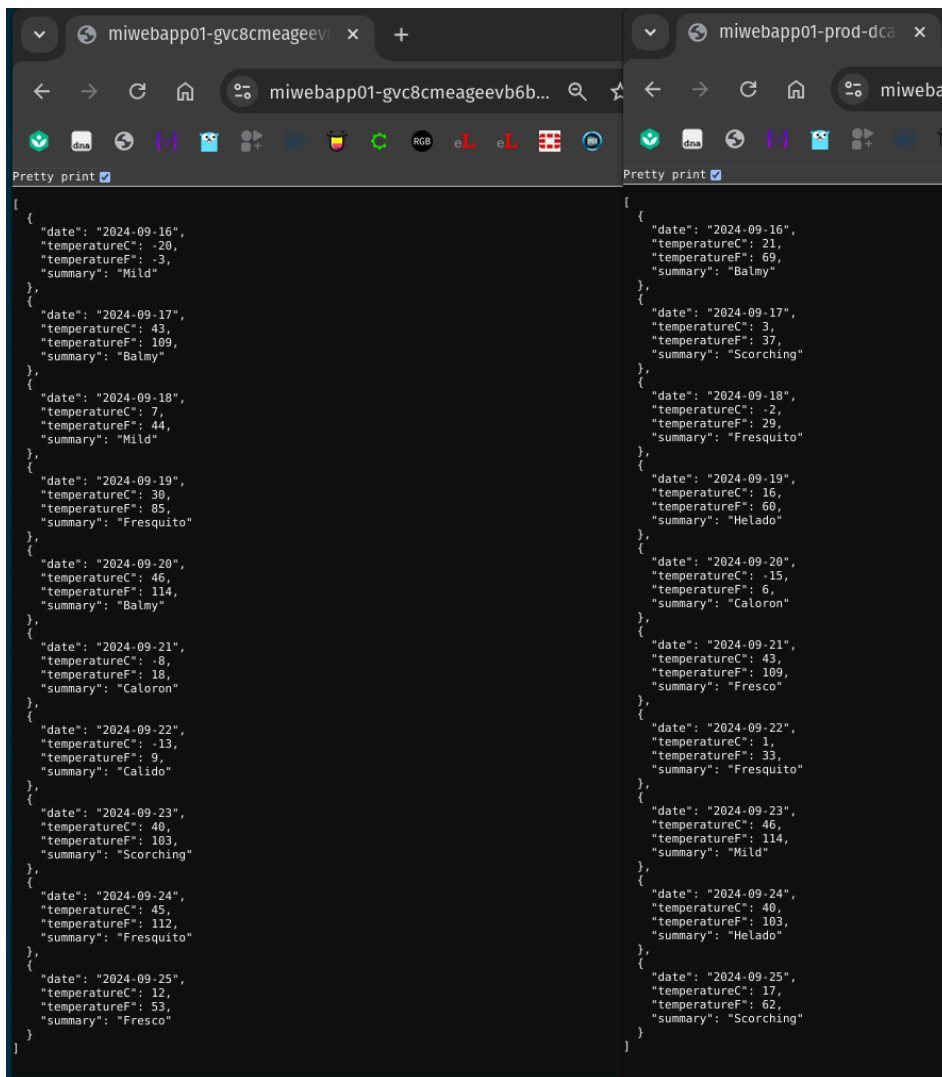 miwebapp01-gvc8cmeageev
miwebapp01-gvc8cmeageevb6b...
dna
RGB
eL
eL
Pretty print
[
{
"date": "2024-09-16",
"temperatureC": -20,
"temperatureF": -3,
"summary": "Mild"
},
{
"date": "2024-09-17",
"temperatureC": 43,
"temperatureF": 109,
"summary": "Balmy"
},
{
"date": "2024-09-18",
"temperatureC": 7,
"temperatureF": 44,
"summary": "Mild"
},
{
"date": "2024-09-19",
"temperatureC": 30,
"temperatureF": 85,
"summary": "Fresquito"
},
{
"date": "2024-09-20",
"temperatureC": 46,
"temperatureF": 114,
"summary": "Balmy"
},
{
"date": "2024-09-21",
"temperatureC": -8,
"temperatureF": 18,
"summary": "Caloron"
},
{
"date": "2024-09-22",
"temperatureC": -13,
"temperatureF": 9,
"summary": "Calido"
},
{
"date": "2024-09-23",
"temperatureC": 40,
"temperatureF": 103,
"summary": "Scorching"
},
{
"date": "2024-09-24",
"temperatureC": 45,
"temperatureF": 112,
"summary": "Fresquito"
},
{
"date": "2024-09-25",
"temperatureC": 12,
"temperatureF": 53,
"summary": "Fresco"
}
]
miwebapp01-prod-dca
miweba
dna
Pretty print
[
{
"date": "2024-09-16",
"temperatureC": 21,
"temperatureF": 69,
"summary": "Balmy"
},
{
"date": "2024-09-17",
"temperatureC": 3,
"temperatureF": 37,
"summary": "Scorching"
},
{
"date": "2024-09-18",
"temperatureC": -2,
"temperatureF": 29,
"summary": "Fresquito"
},
{
"date": "2024-09-19",
"temperatureC": 16,
"temperatureF": 60,
"summary": "Helado"
},
{
"date": "2024-09-20",
"temperatureC": -15,
"temperatureF": 6,
"summary": "Caloron"
},
{
"date": "2024-09-21",
"temperatureC": 43,
"temperatureF": 109,
"summary": "Fresco"
},
{
"date": "2024-09-22",
"temperatureC": 1,
"temperatureF": 33,
"summary": "Fresquito"
},
{
"date": "2024-09-23",
"temperatureC": 46,
"temperatureF": 114,
"summary": "Mild"
},
{
"date": "2024-09-24",
"temperatureC": 40,
"temperatureF": 103,
"summary": "Helado"
},
{
"date": "2024-09-25",
"temperatureC": 17,
"temperatureF": 62,
"summary": "Scorching"
}
]